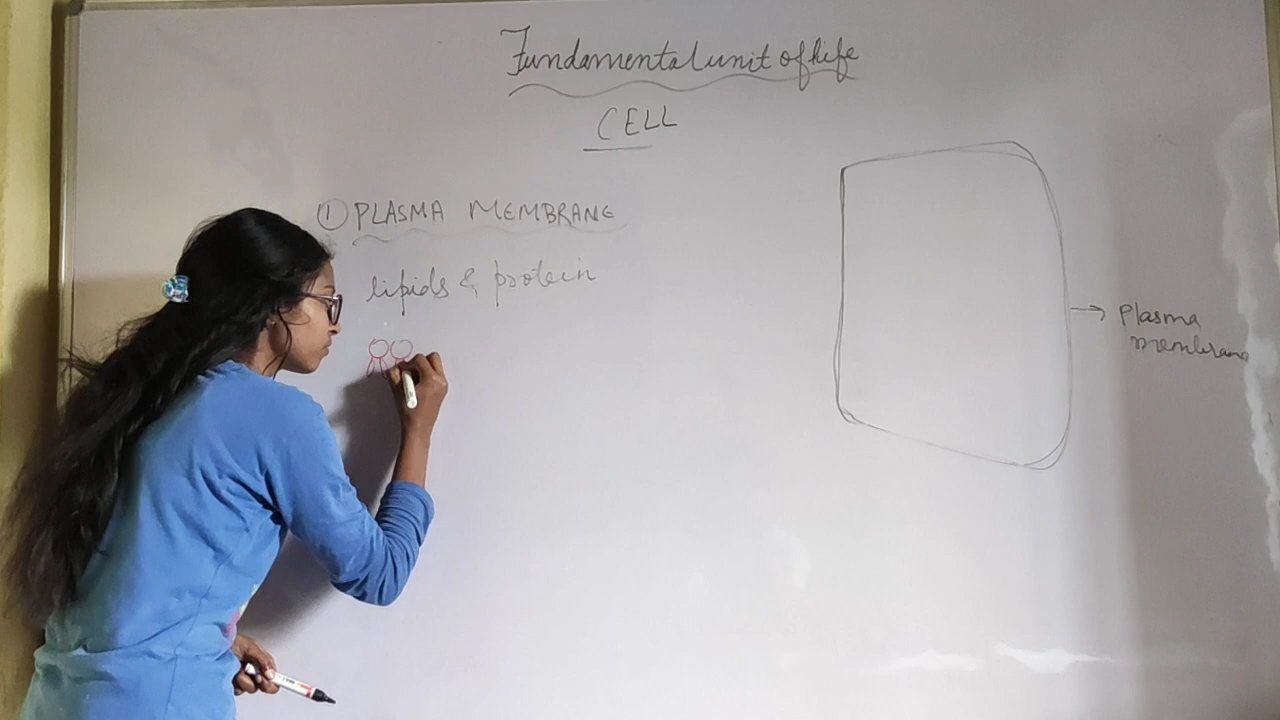 Fundamental unit of life
CELL
① PLASMA MEMBRANE
lipids & protein
→ Plasma
membrane